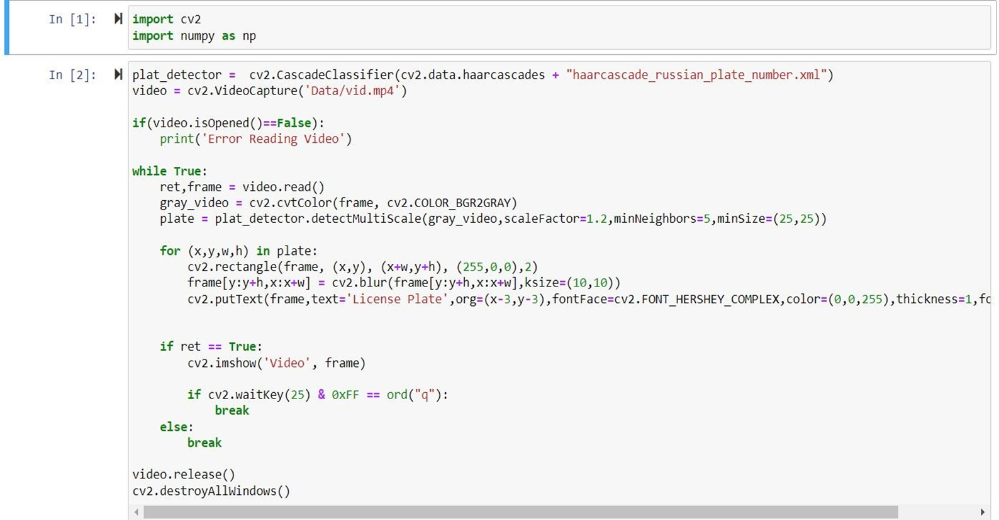 In [1]:
import cv2
import numpy as np
In [2]:
plat_detector =  cv2.CascadeClassifier(cv2.data.haarcascades + "haarcascade_russian_plate_number.xml")
video = cv2.VideoCapture('Data/vid.mp4')
if(video.isOpened()==False):
    print('Error Reading Video')
while True:
    ret,frame = video.read()
    gray_video = cv2.cvtColor(frame, cv2.COLOR_BGR2GRAY)
    plate = plat_detector.detectMultiScale(gray_video,scaleFactor=1.2,minNeighbors=5,minSize=(25,25))
    for (x,y,w,h) in plate:
        cv2.rectangle(frame, (x,y), (x+w,y+h), (255,0,0),2)
        frame[y:y+h,x:x+w] = cv2.blur(frame[y:y+h,x:x+w],ksize=(10,10))
        cv2.putText(frame,text='License Plate',org=(x-3,y-3),fontFace=cv2.FONT_HERSHEY_COMPLEX,color=(0,0,255),thickness=1,fo
    if ret == True:
        cv2.imshow('Video', frame)
        if cv2.waitKey(25) & 0xFF == ord("q"):
            break
    else:
        break
video.release()
cv2.destroyAllWindows()